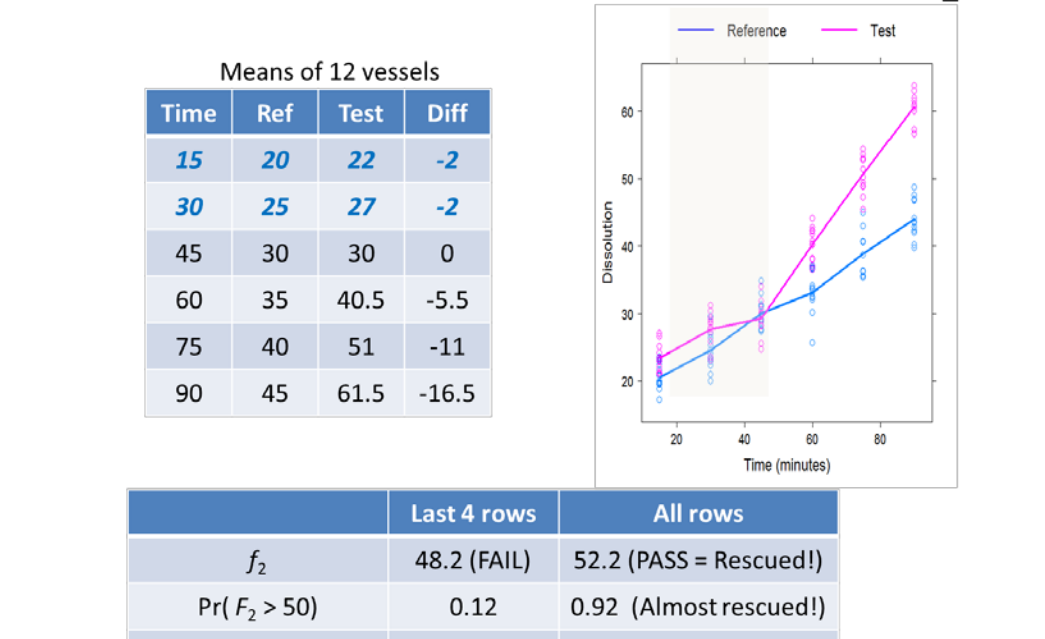 Means of 12 vessels
Time Ref Test Diff
15 20 22 -2
30 25 27 -2
45 30 30 0
60 35 40.5 -5.5
75 40 51 -11
90 45 61.5 -16.5
Reference Test
60
50
40
30
20
Dissolution
20 40 60 80
Time (minutes)
Last 4 rows All rows
f2 48.2 (FAIL) 52.2 (PASS = Rescued!)
Pr( F2 > 50) 0.12 0.92 (Almost rescued!)